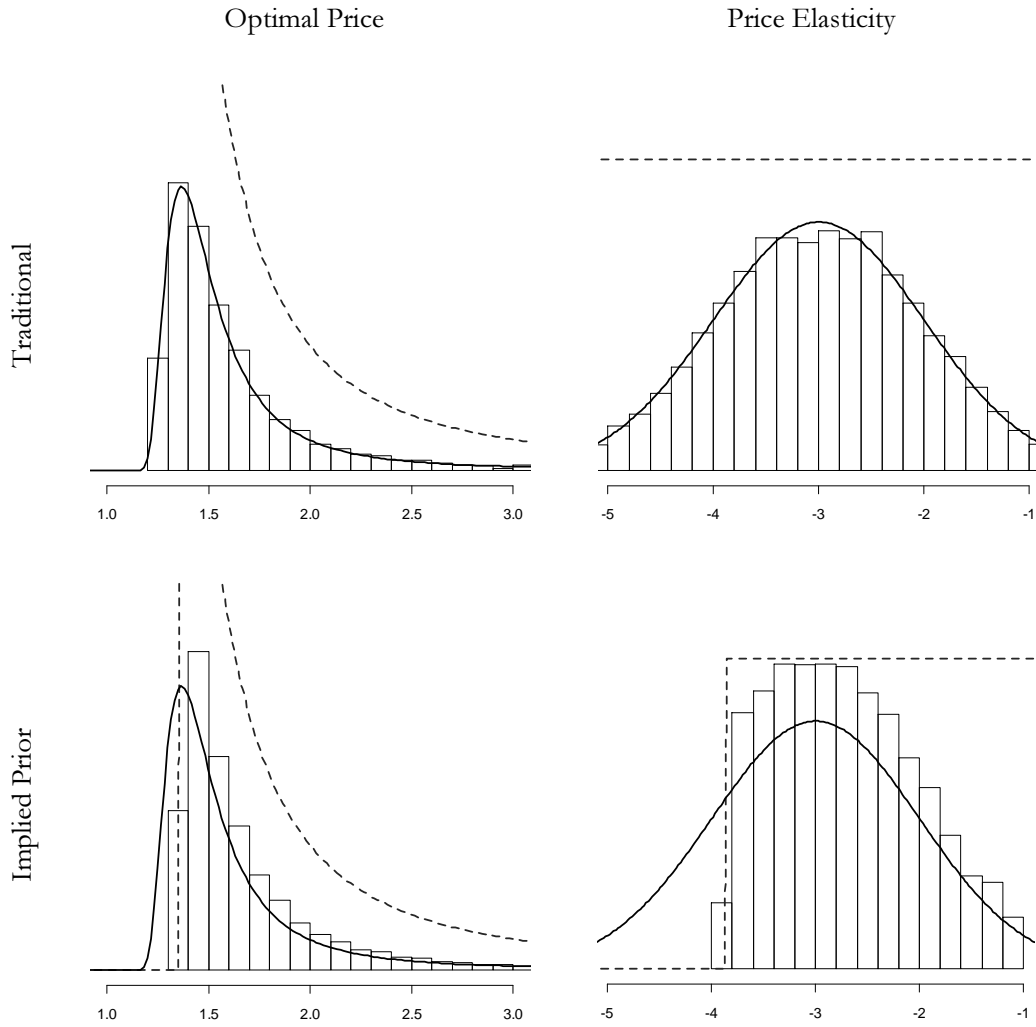 Optimal Price
Price Elasticity
Traditional
1.0 1.5 2.0 2.5 3.0
-5 -4 -3 -2 -1
Implied Prior
1.0 1.5 2.0 2.5 3.0
-5 -4 -3 -2 -1